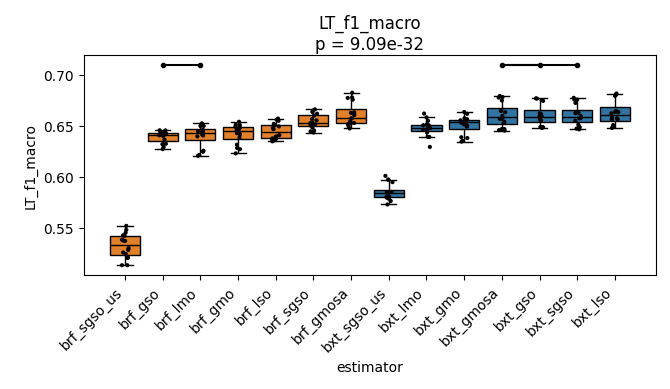 LT_f1_macro
p = 9.09e-32
LT_f1_macro
0.70
0.65
0.60
0.55
brf_sgso_us
brf_gso
brf_lmo
brf_gmo
brf_lso
brf_sgso
brf_gmosa
bxt_sgso_us
bxt_lmo
bxt_gmo
bxt_gmosa
bxt_gso
bxt_sgso
bxt_lso
estimator